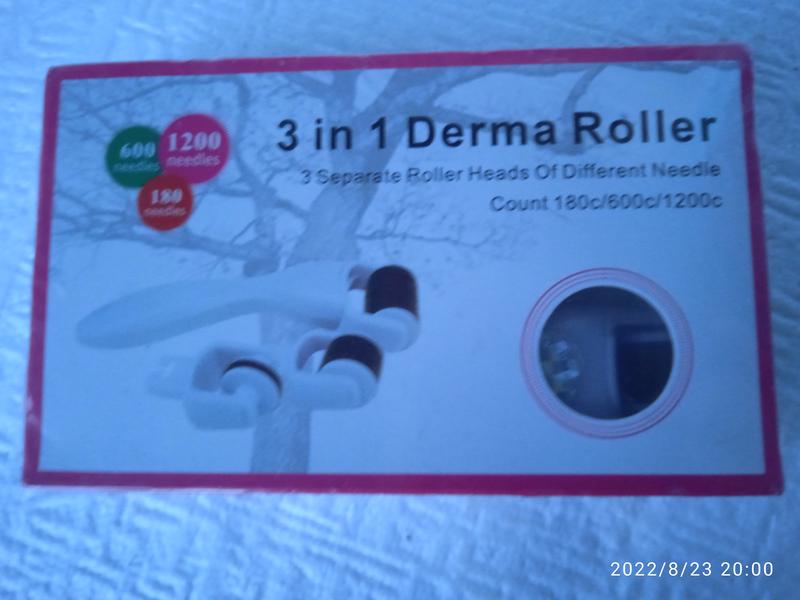 600
needles
1200
needles
180
needles
3 in 1 Derma Roller
3 Separate Roller Heads Of Different Needle
Count 180c/600c/1200c
2022/8/23 20:00